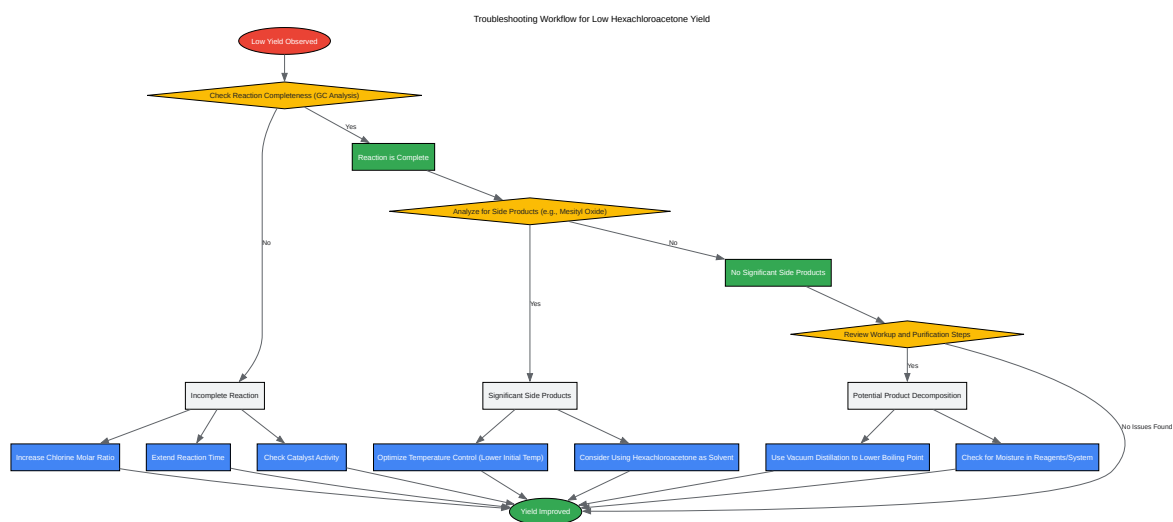 Troubleshooting Workflow for Low Hexachloroacetone Yield
Low Yield Observed
Check Reaction Completeness (GC Analysis)
Yes
Reaction is Complete
Analyze for Side Products (e.g., Mesityl Oxide)
No
No
No Significant Side Products
Yes
Review Workup and Purification Steps
Yes
Incomplete Reaction
Significant Side Products
Potential Product Decomposition
No Issues Found
Increase Chlorine Molar Ratio
Extend Reaction Time
Check Catalyst Activity
Optimize Temperature Control (Lower Initial Temp)
Consider Using Hexachloroacetone as Solvent
Use Vacuum Distillation to Lower Boiling Point
Check for Moisture in Reagents/System
Yield Improved